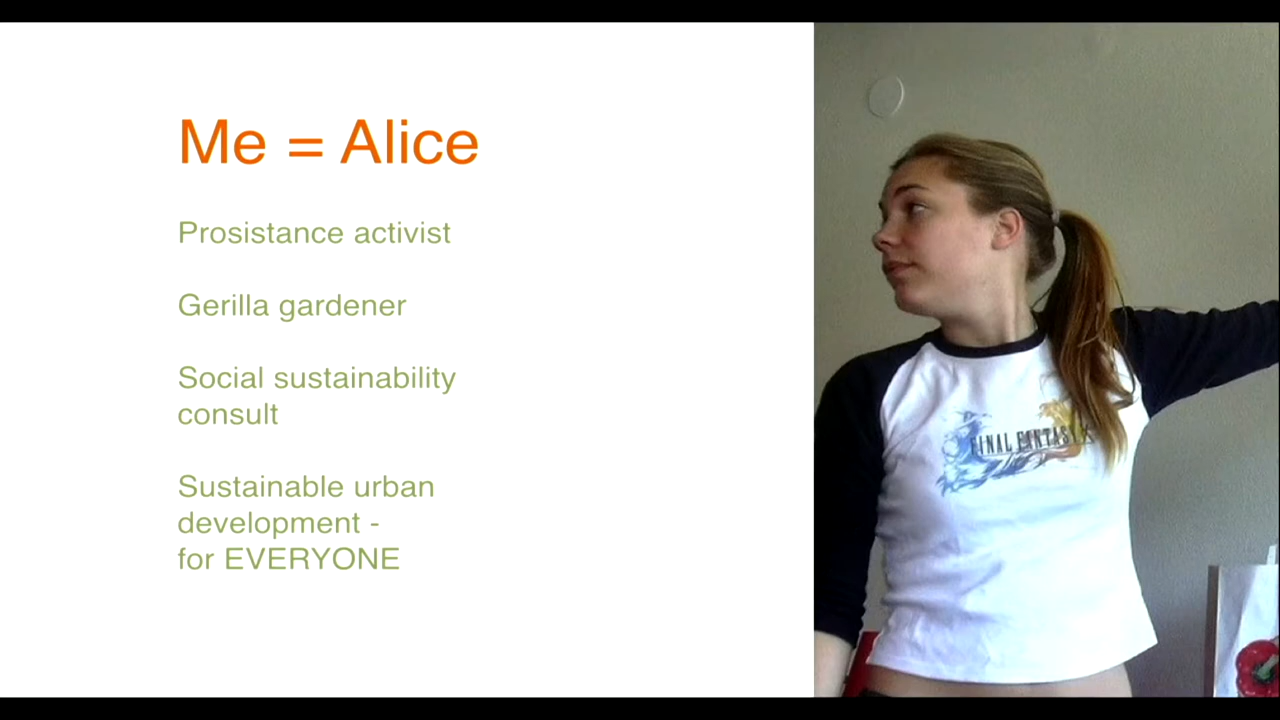 Me = Alice
Prosistance activist
Gerilla gardener
Social sustainability
consult
Sustainable urban
development -
for EVERYONE
FINAL FANTASY X